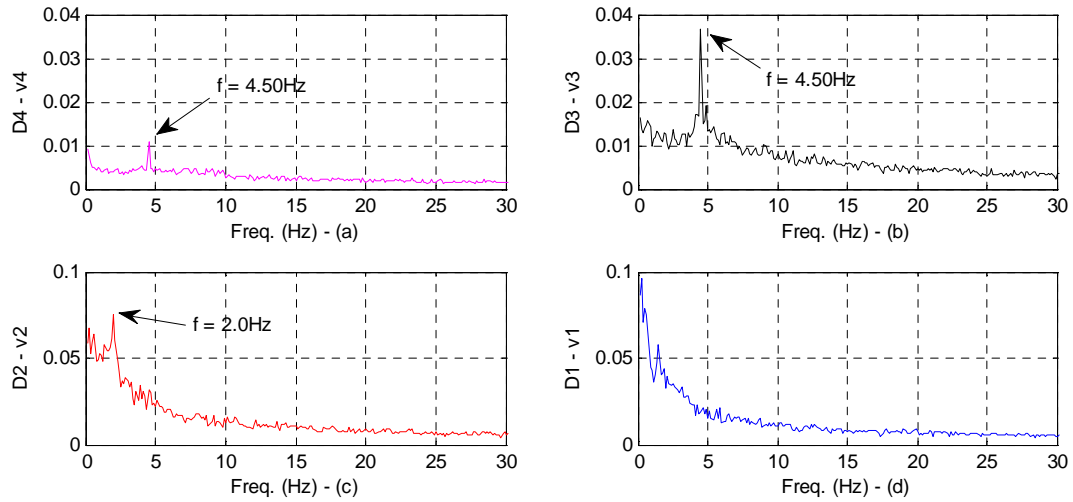 0.04
0.03
0.02
0.01
0
D4 - v4
f = 4.50Hz
0 5 10 15 20 25 30
Freq. (Hz) - (a)
0.04
0.03
0.02
0.01
0
D3 - v3
f = 4.50Hz
0 5 10 15 20 25 30
Freq. (Hz) - (b)
0.1
0.05
0
D2 - v2
f = 2.0Hz
0 5 10 15 20 25 30
Freq. (Hz) - (c)
0.1
0.05
0
D1 - v1
0 5 10 15 20 25 30
Freq. (Hz) - (d)